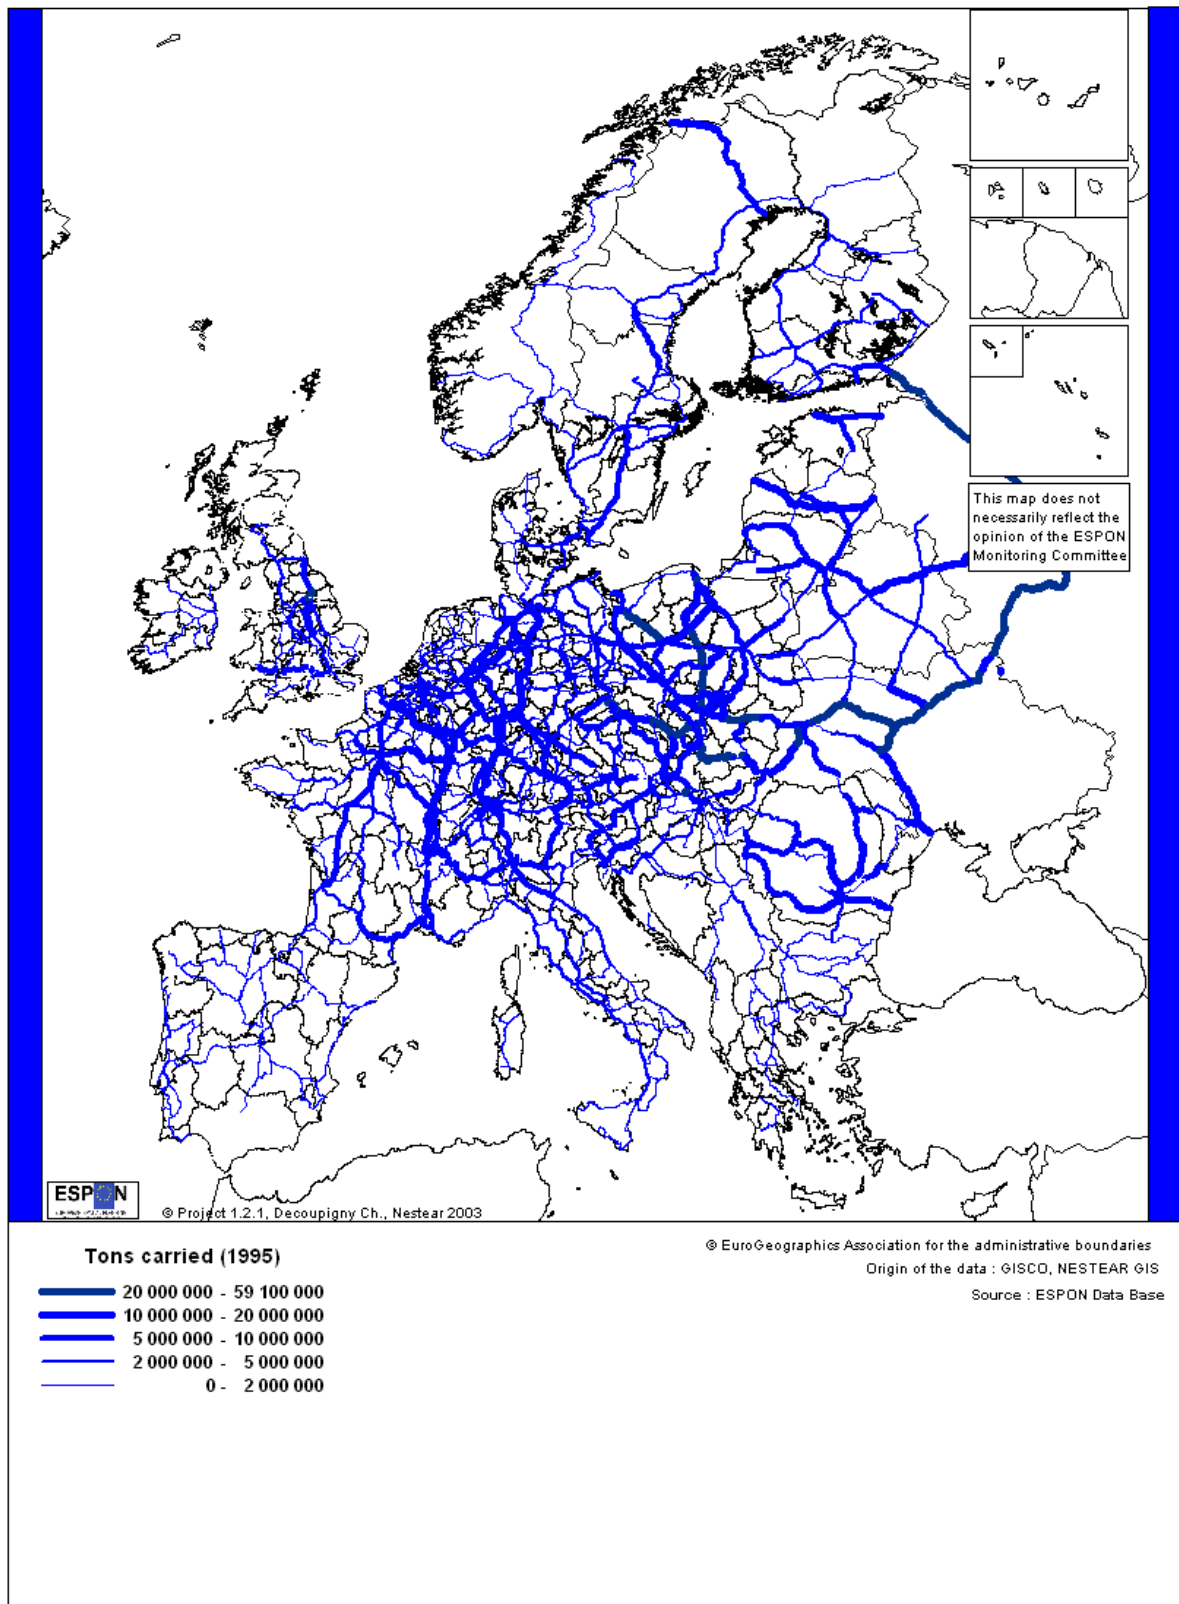 This map does not
necessarily reflect the
opinion of the ESPON
Monitoring Committee
ESPON
© Project 1.2.1, Decoupigny Ch., Nestear 2003
© EuroGeographics Association for the administrative boundaries
Origin of the data : GISCO, NESTEAR GIS
Source : ESPON Data Base
Tons carried (1995)
20 000 000 - 59 100 000
10 000 000 - 20 000 000
5 000 000 - 10 000 000
2 000 000 - 5 000 000
0 - 2 000 000